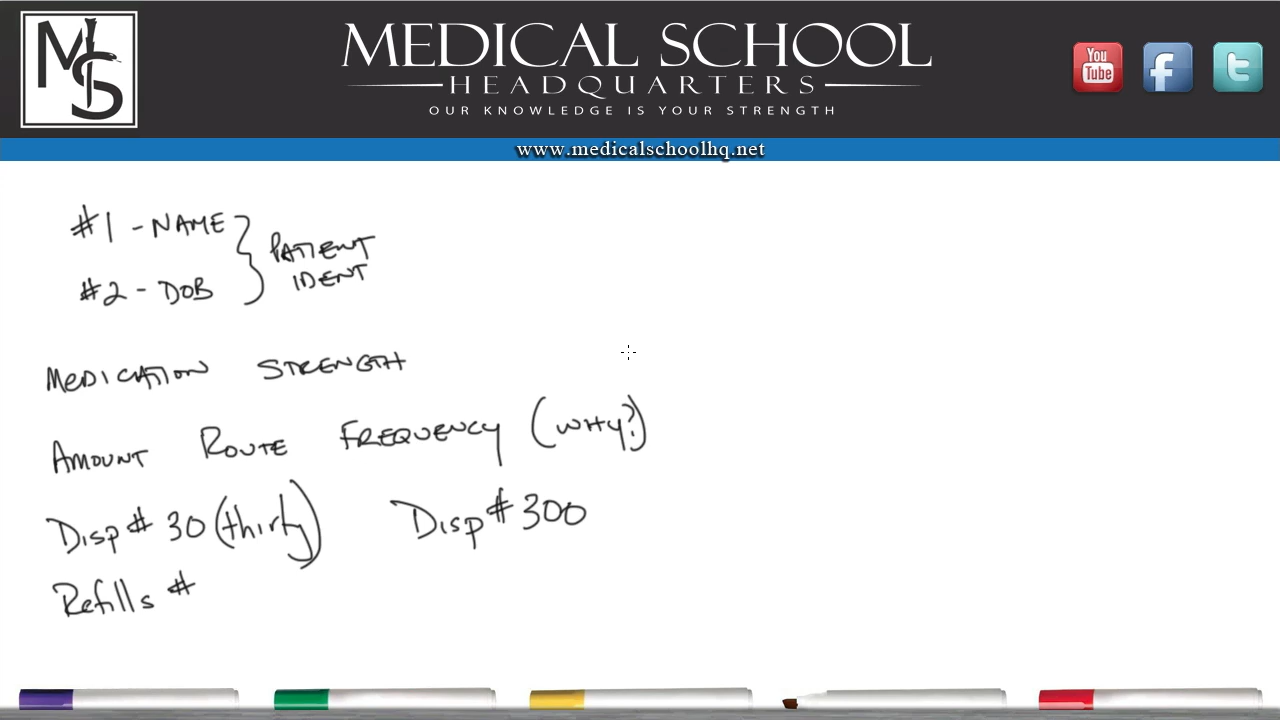 MS
MEDICAL SCHOOL
HEADQUARTERS
OUR KNOWLEDGE IS YOUR STRENGTH
You
Tube
f
t
www.medicalschoolhq.net
#1 - NAME
#2 - DOB
PATIENT
IDENT
MEDICATION STRENGTH
AMOUNT ROUTE FREQUENCY (WHY?)
Disp # 30 (thirty) Disp # 300
Refills #